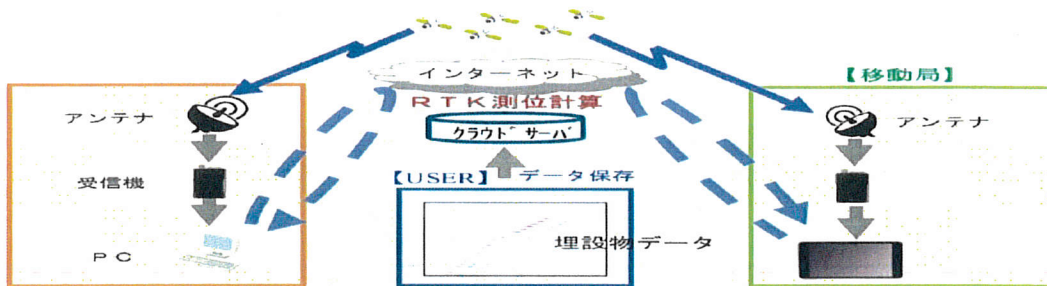 インターネット
【移動局】
RTK測位計算
アンテナ
クラウドサーバ
アンテナ
受信機
【USER】 データ保存
埋設物データ
PC